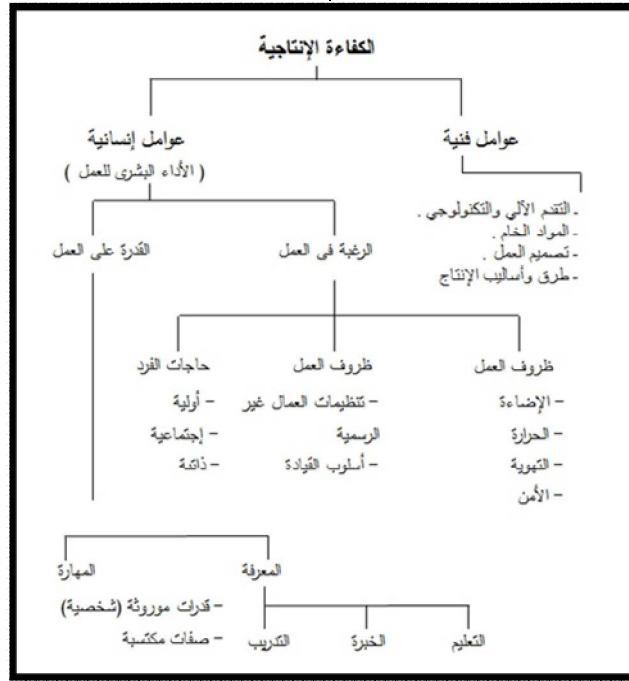 الكفاءة الإنتاجية
عوامل فنية
عوامل إنسانية
( الأداء البشرى للعمل )
- التقدم الآلي والتكنولوجي .
- المواد الخام .
- تصميم العمل .
- طرق وأساليب الإنتاج
الرغبة فى العمل
القدرة على العمل
ظروف العمل
- الإضاءة
- الحرارة
- التهوية
- الأمن
ظروف العمل
- تنظيمات العمال غير
الرسمية
- أسلوب القيادة
حاجات الفرد
- أولية
- إجتماعية
- ذاتية
المعرفة
المهارة
التعليم
الخبرة
التدريب
- قدرات موروثة (شخصية)
- صفات مكتسبة